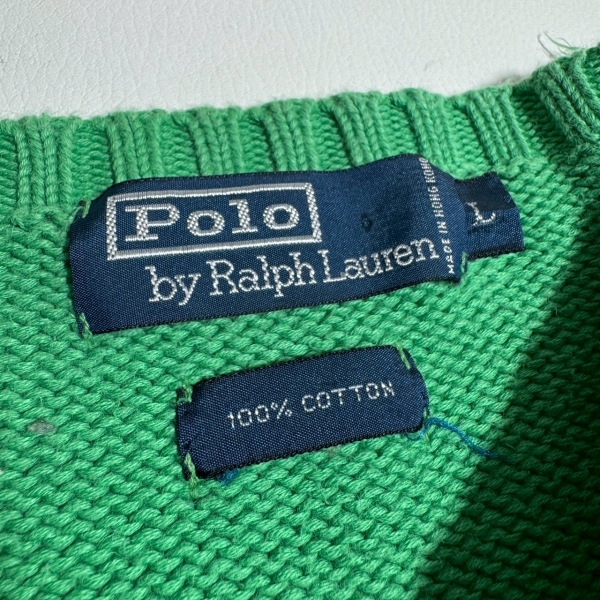 Polo
by Ralph Lauren
MADE IN HONG KONG
L
100% COTTON